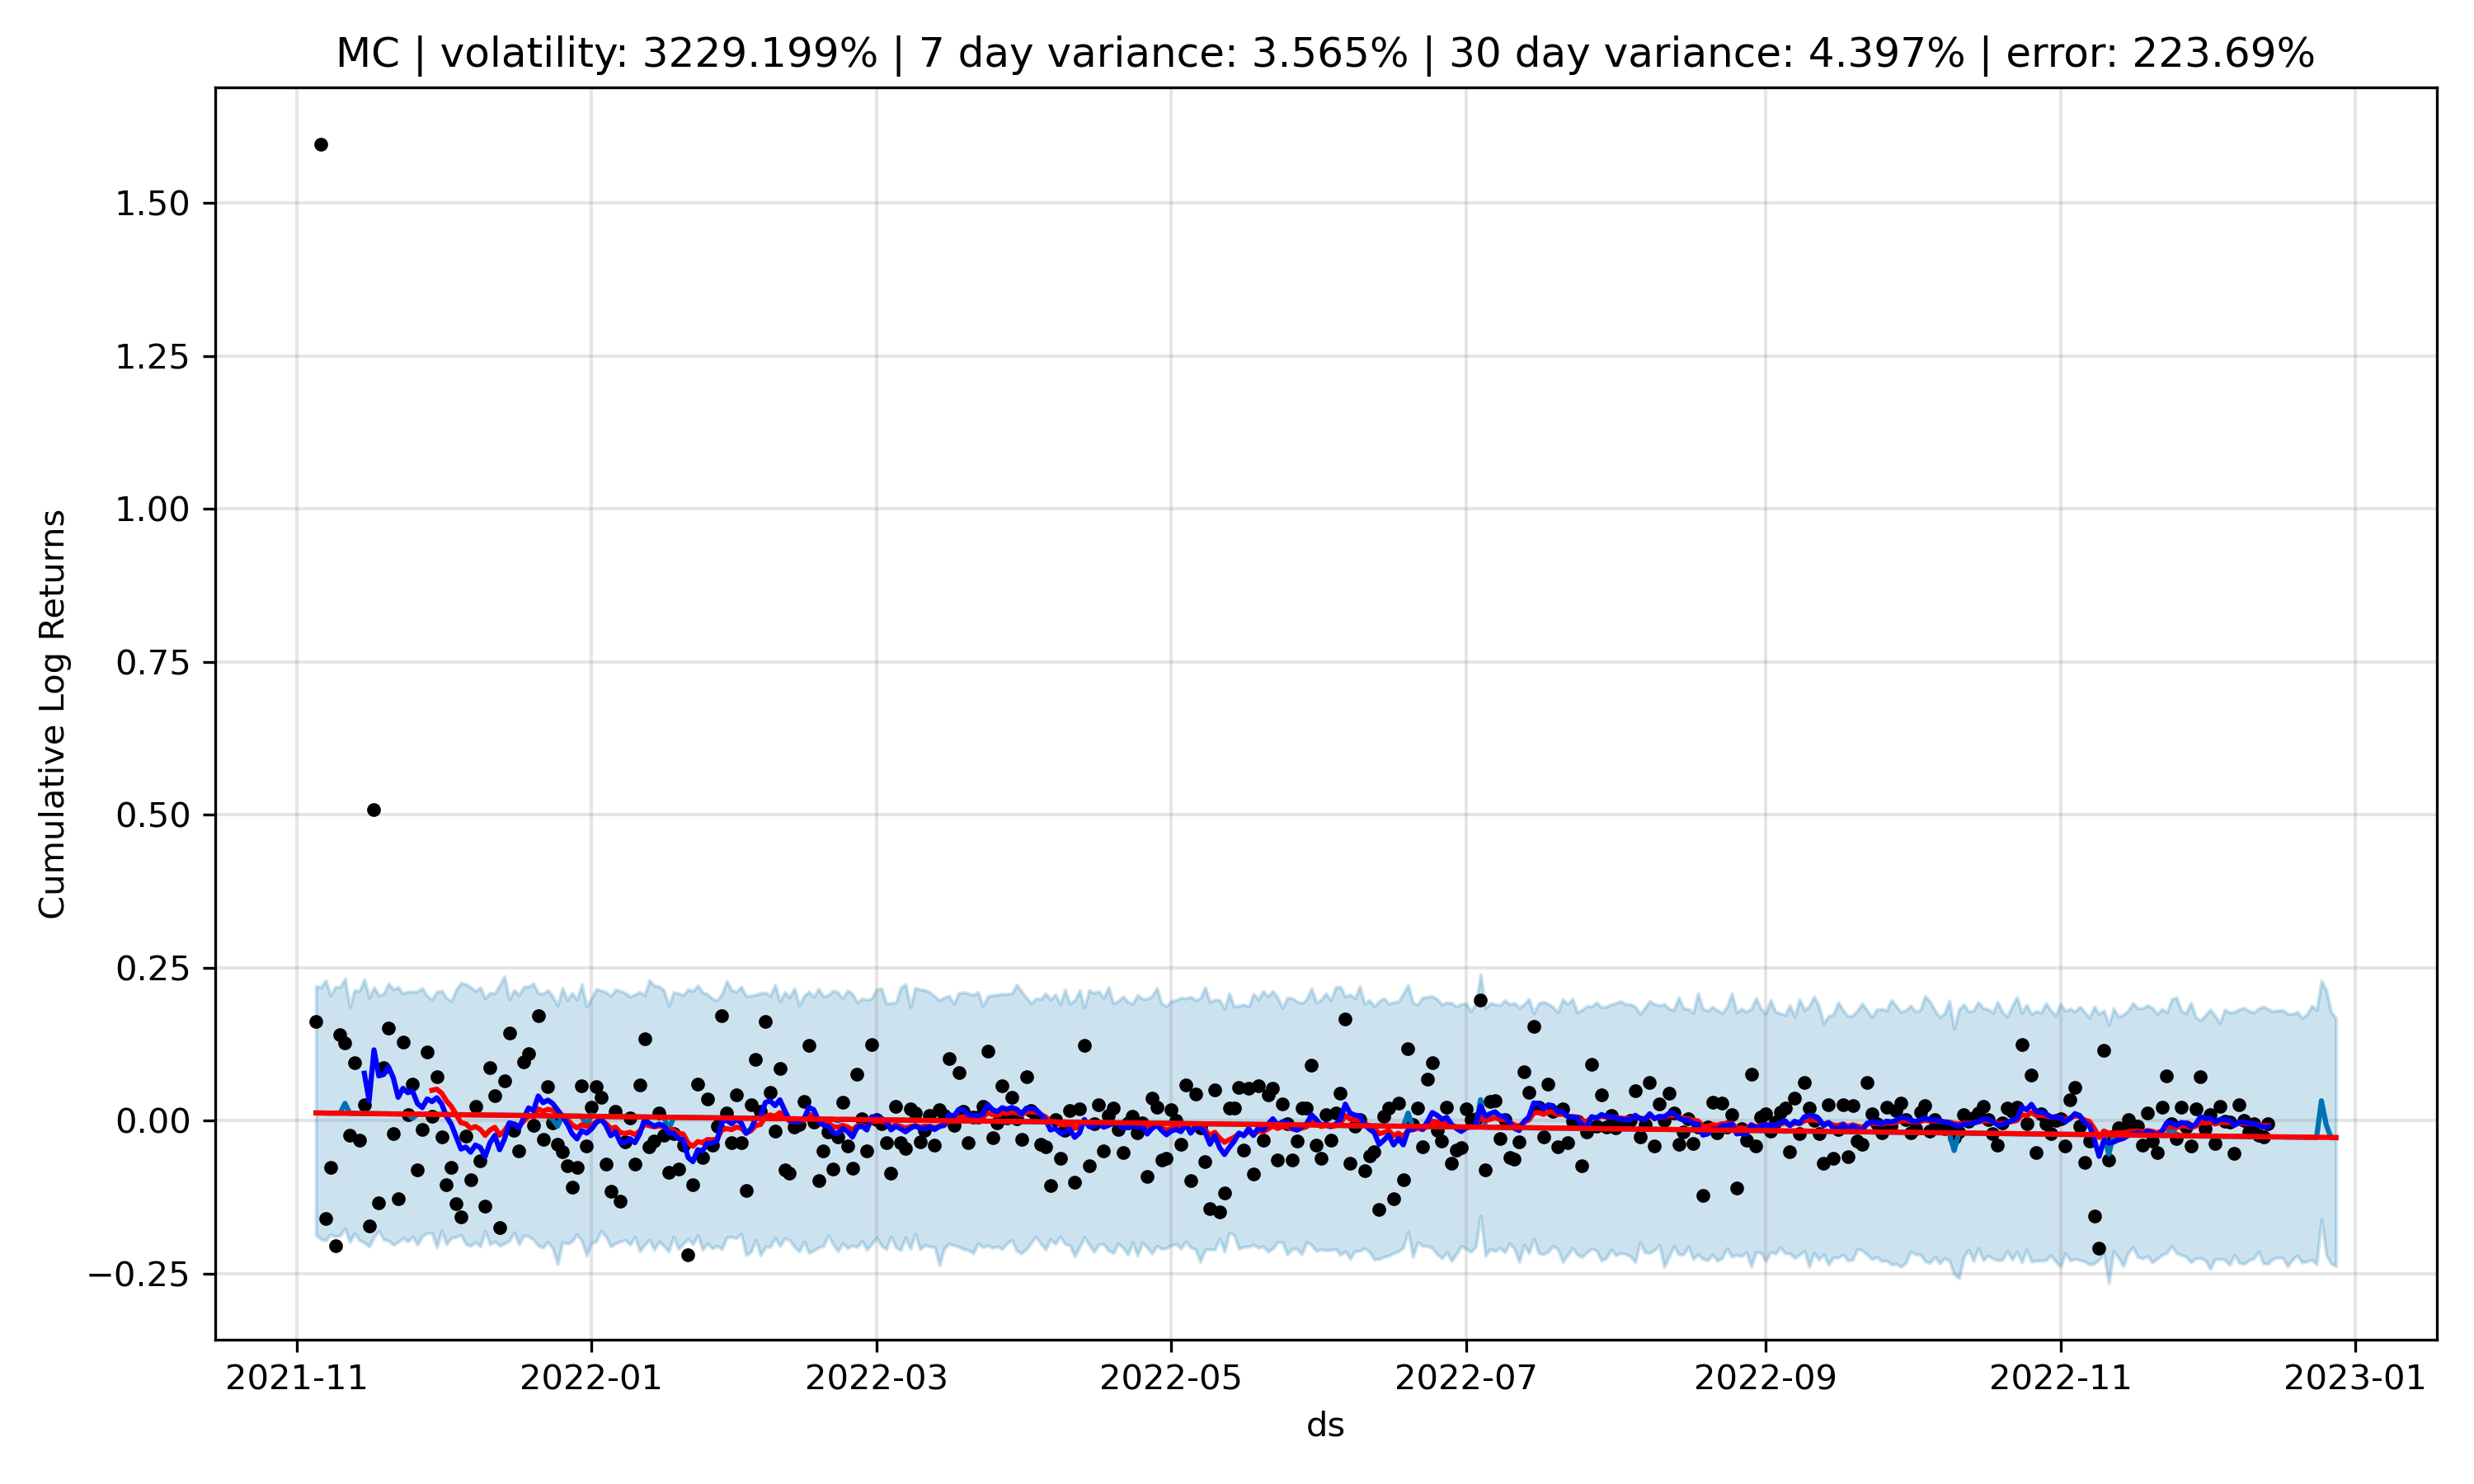 MC | volatility: 3229.199% | 7 day variance: 3.565% | 30 day variance: 4.397% | error: 223.69%
1.50
1.25
1.00
0.75
0.50
0.25
0.00
−0.25
Cumulative Log Returns
2021-11 2022-01 2022-03 2022-05 2022-07 2022-09 2022-11 2023-01
ds